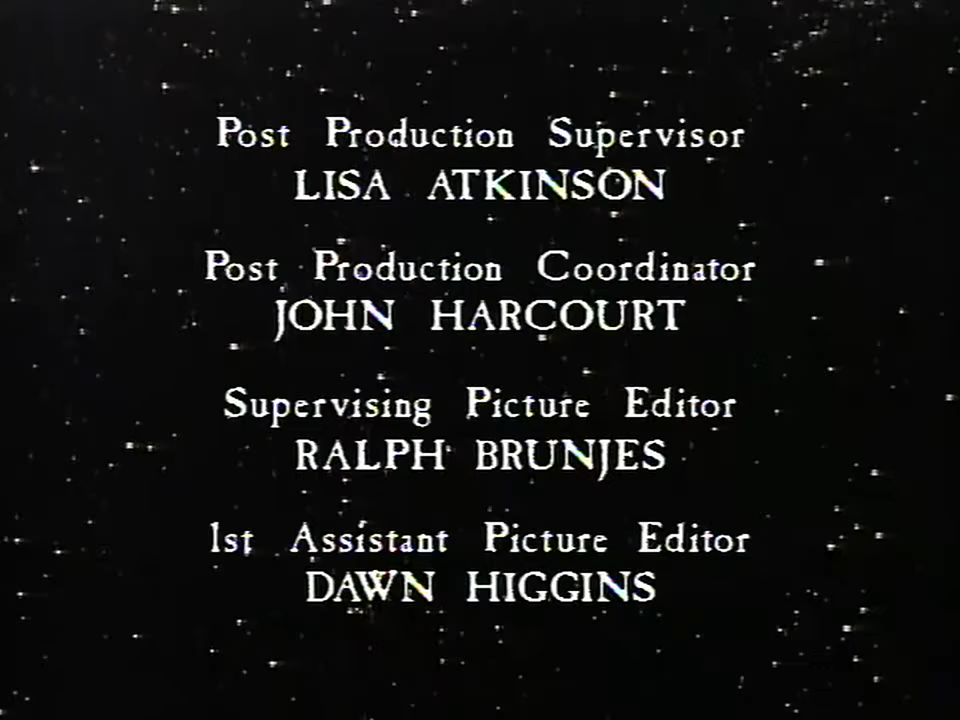 Post Production Supervisor
LISA ATKINSON
Post Production Coordinator
JOHN HARCOURT
Supervising Picture Editor
RALPH BRUNJES
1st Assistant Picture Editor
DAWN HIGGINS